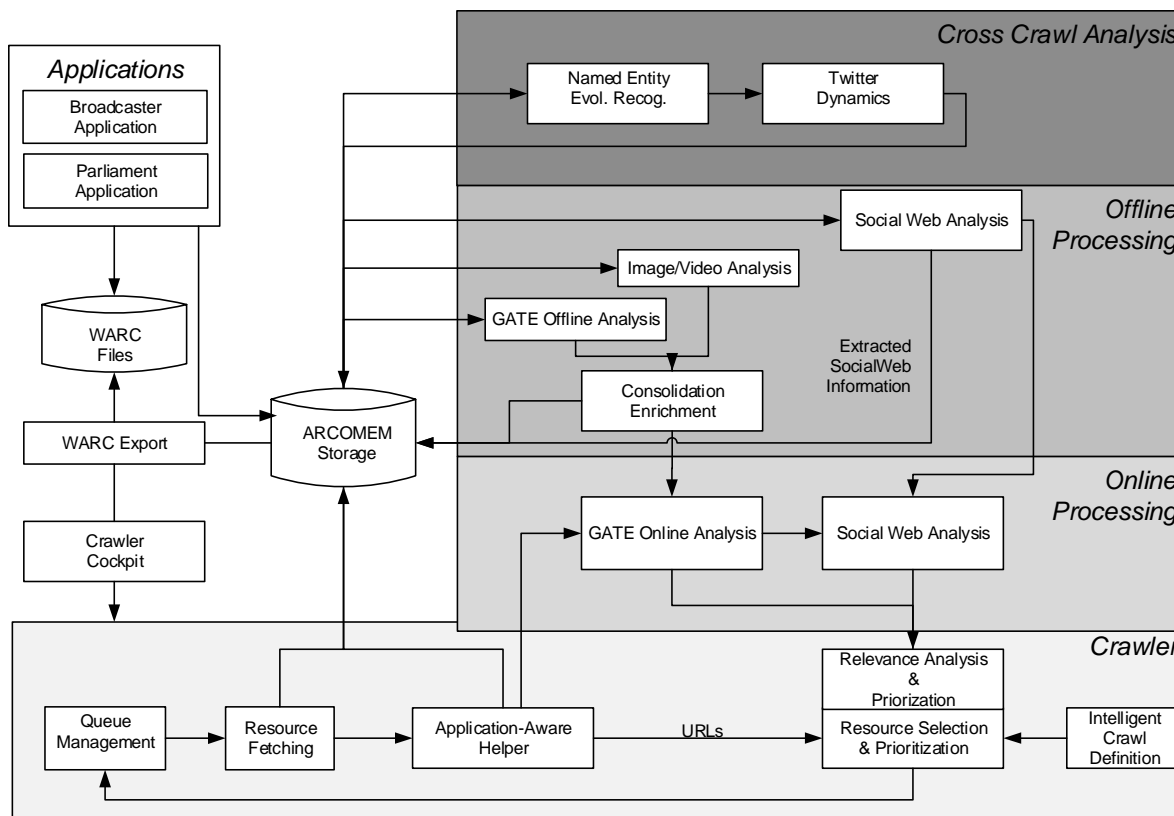 Cross Crawl Analysis
Applications
Broadcaster
Application
Parliament
Application
Named Entity
Evol. Recog.
Twitter
Dynamics
Offline
Processing
Social Web Analysis
Image/Video Analysis
GATE Offline Analysis
WARC
Files
Extracted
SocialWeb
Information
Consolidation
Enrichment
WARC Export
ARCOMEM
Storage
Online
Processing
GATE Online Analysis
Social Web Analysis
Crawler
Cockpit
Crawler
Relevance Analysis
&
Priorization
Queue
Management
Resource
Fetching
Application-Aware
Helper
URLs
Resource Selection
& Prioritization
Intelligent
Crawl
Definition